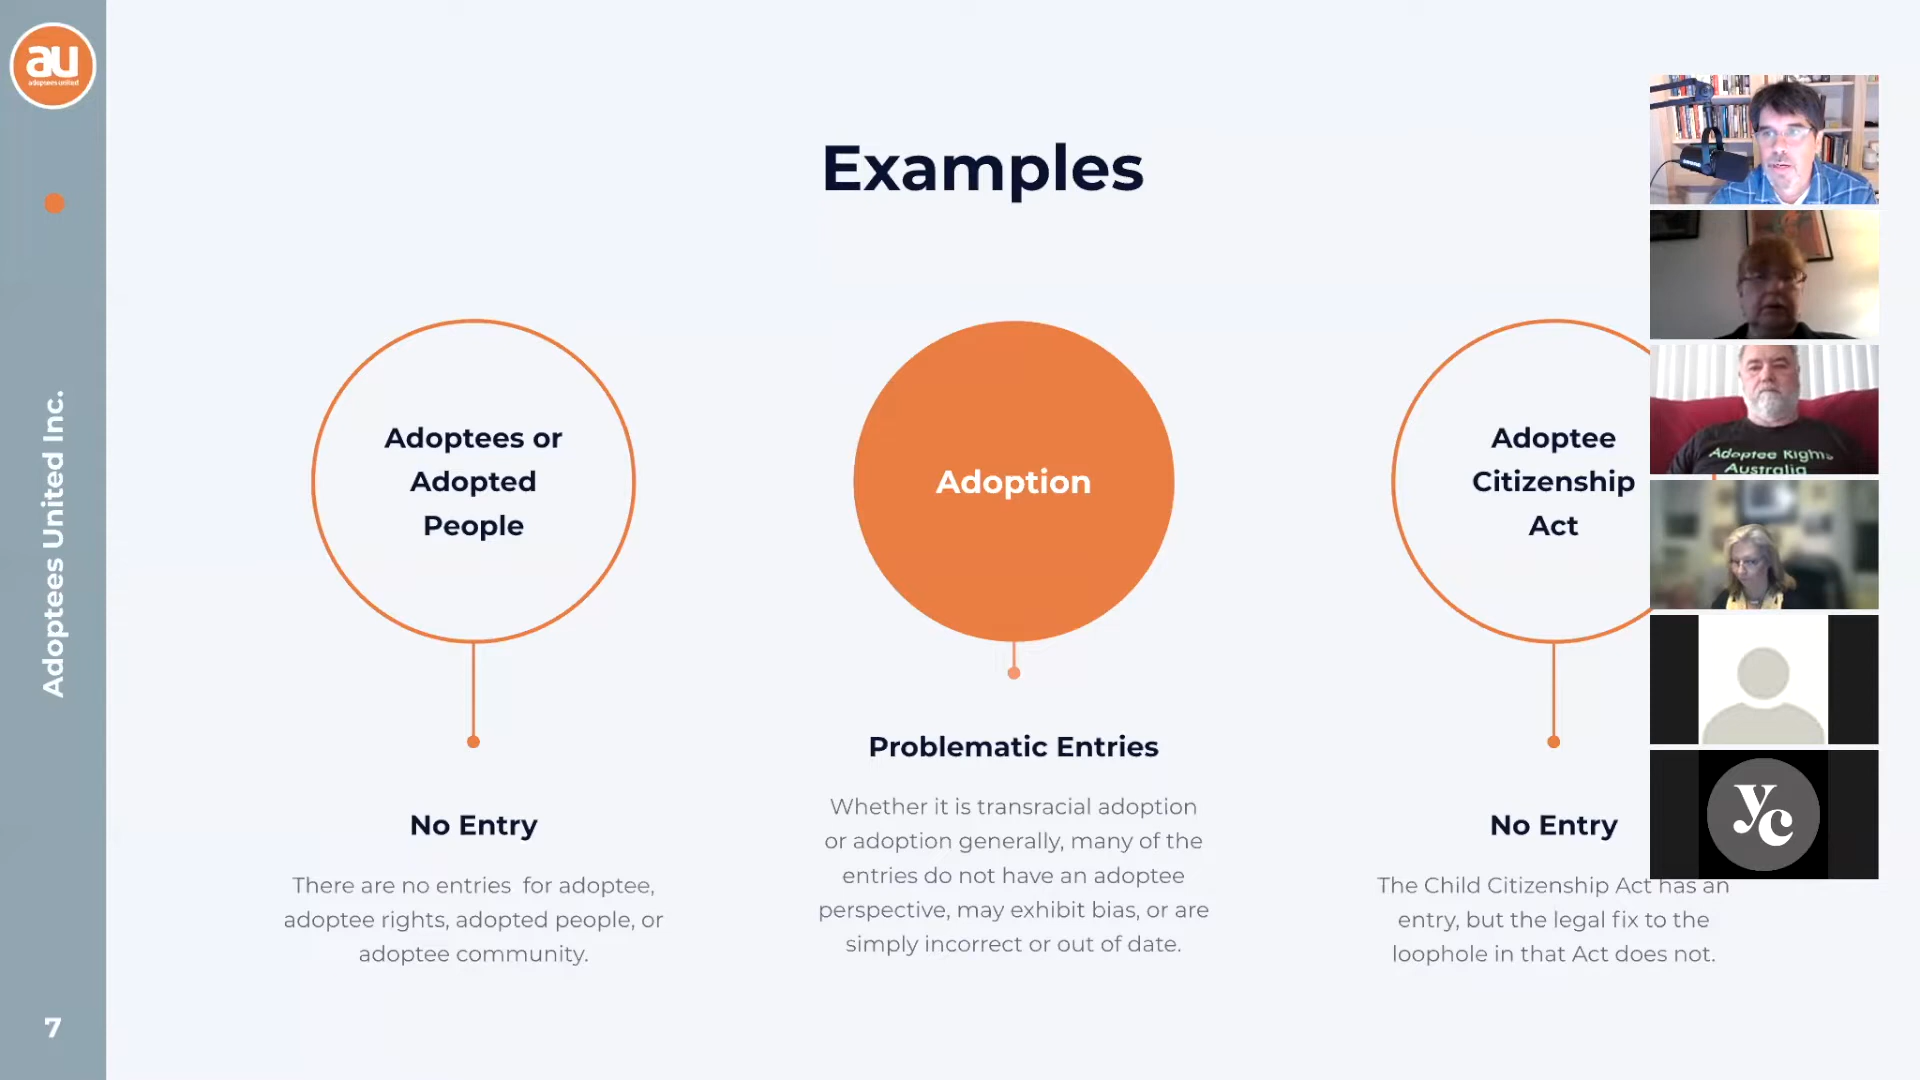 au
adoptees united
Adoptees United Inc.
7
Examples
Adoptees or
Adopted
People
No Entry
There are no entries for adoptee,
adoptee rights, adopted people, or
adoptee community.
Adoption
Problematic Entries
Whether it is transracial adoption
or adoption generally, many of the
entries do not have an adoptee
perspective, may exhibit bias, or are
simply incorrect or out of date.
Adoptee
Citizenship
Act
No Entry
The Child Citizenship Act has an
entry, but the legal fix to the
loophole in that Act does not.
Adoptee Rights
Australia
yc